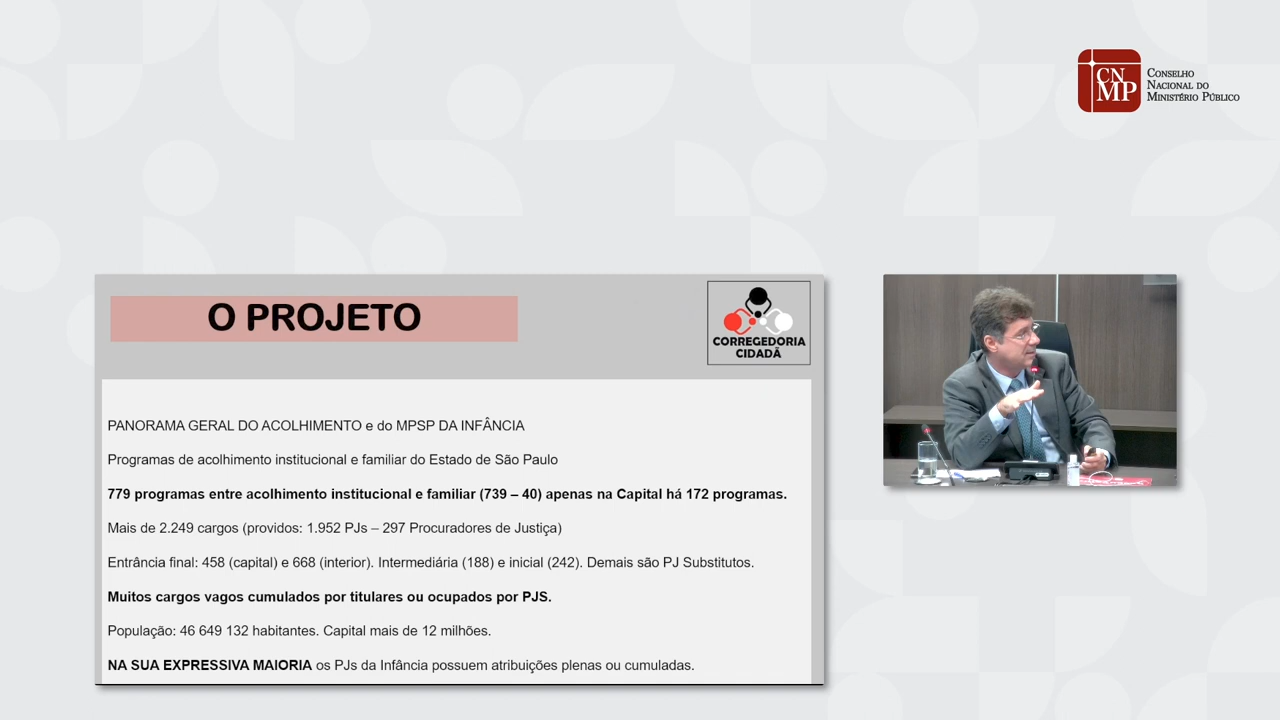 CN
MP
CONSELHO
NACIONAL DO
MINISTÉRIO PÚBLICO
O PROJETO
CORREGEDORIA
CIDADÃ
PANORAMA GERAL DO ACOLHIMENTO e do MPSP DA INFÂNCIA
Programas de acolhimento institucional e familiar do Estado de São Paulo
779 programas entre acolhimento institucional e familiar (739 – 40) apenas na Capital há 172 programas.
Mais de 2.249 cargos (providos: 1.952 PJs – 297 Procuradores de Justiça)
Entrância final: 458 (capital) e 668 (interior). Intermediária (188) e inicial (242). Demais são PJ Substitutos.
Muitos cargos vagos cumulados por titulares ou ocupados por PJS.
População: 46 649 132 habitantes. Capital mais de 12 milhões.
NA SUA EXPRESSIVA MAIORIA os PJs da Infância possuem atribuições plenas ou cumuladas.